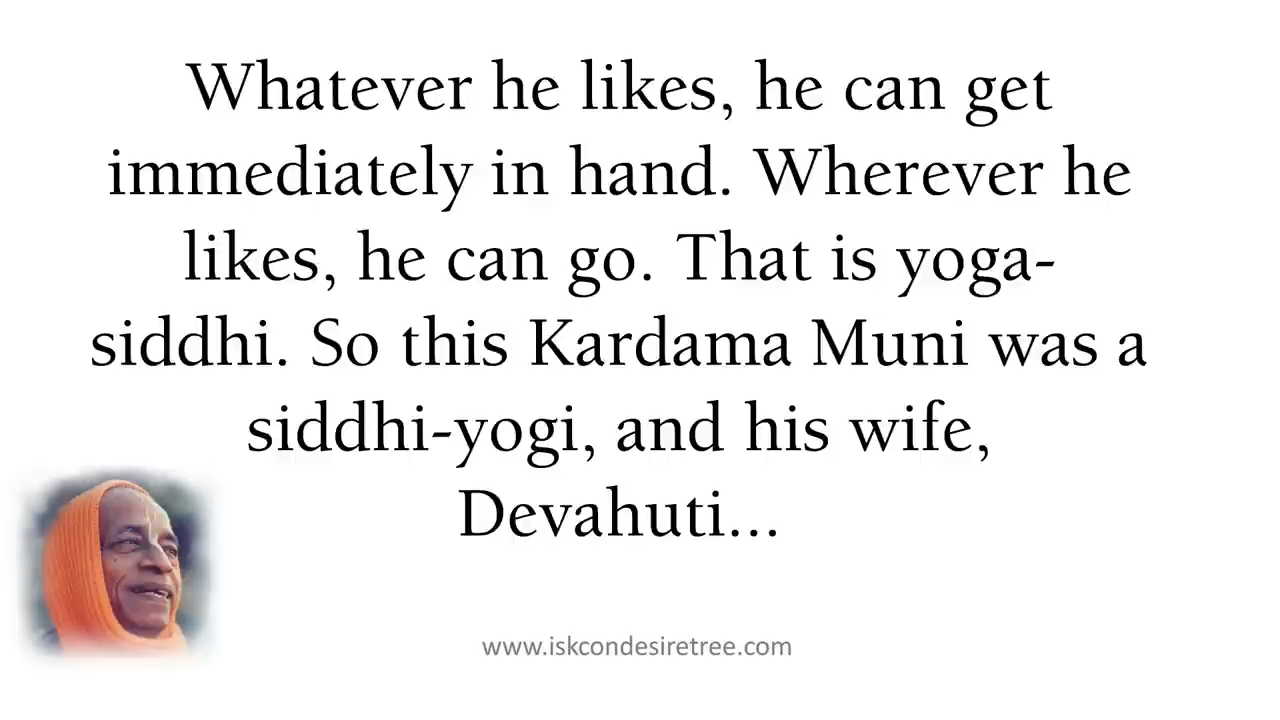 Whatever he likes, he can get
immediately in hand. Wherever he
likes, he can go. That is yoga-
siddhi. So this Kardama Muni was a
siddhi-yogi, and his wife,
Devahuti...
www.iskcondesiretree.com